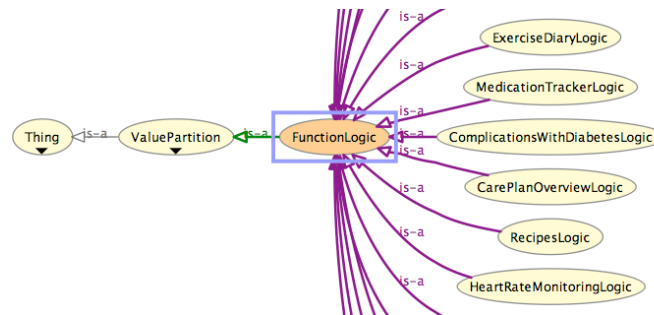 is-a
ExerciseDiaryLogic
is-a
MedicationTrackerLogic
is-a
Thing
is-a
ValuePartition
is-a
FunctionLogic
is-a
ComplicationsWithDiabetesLogic
is-a
CarePlanOverviewLogic
is-a
RecipesLogic
is-a
HeartRateMonitoringLogic